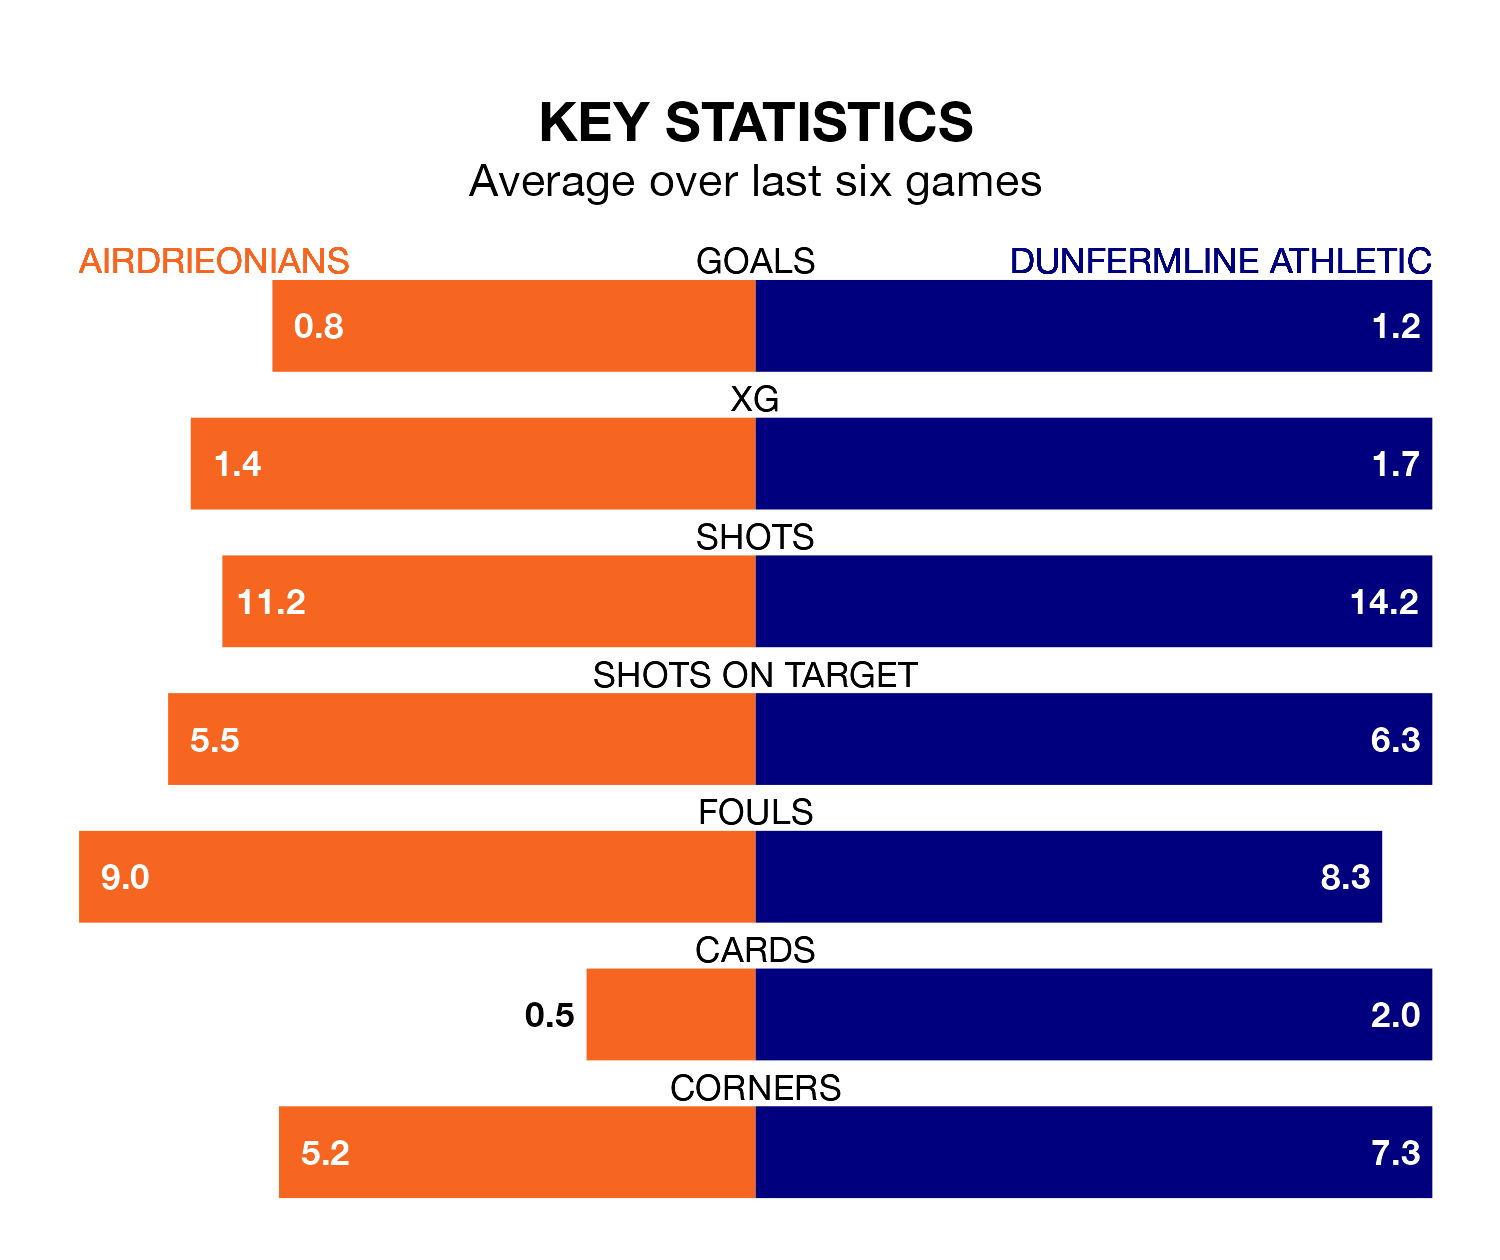 KEY STATISTICS
Average over last six games
AIRDRIEONIANS GOALS DUNFERMLINE ATHLETIC
0.8 1.2
XG
1.4 1.7
SHOTS
11.2 14.2
SHOTS ON TARGET
5.5 6.3
FOULS
9.0 8.3
CARDS
0.5 2.0
CORNERS
5.2 7.3